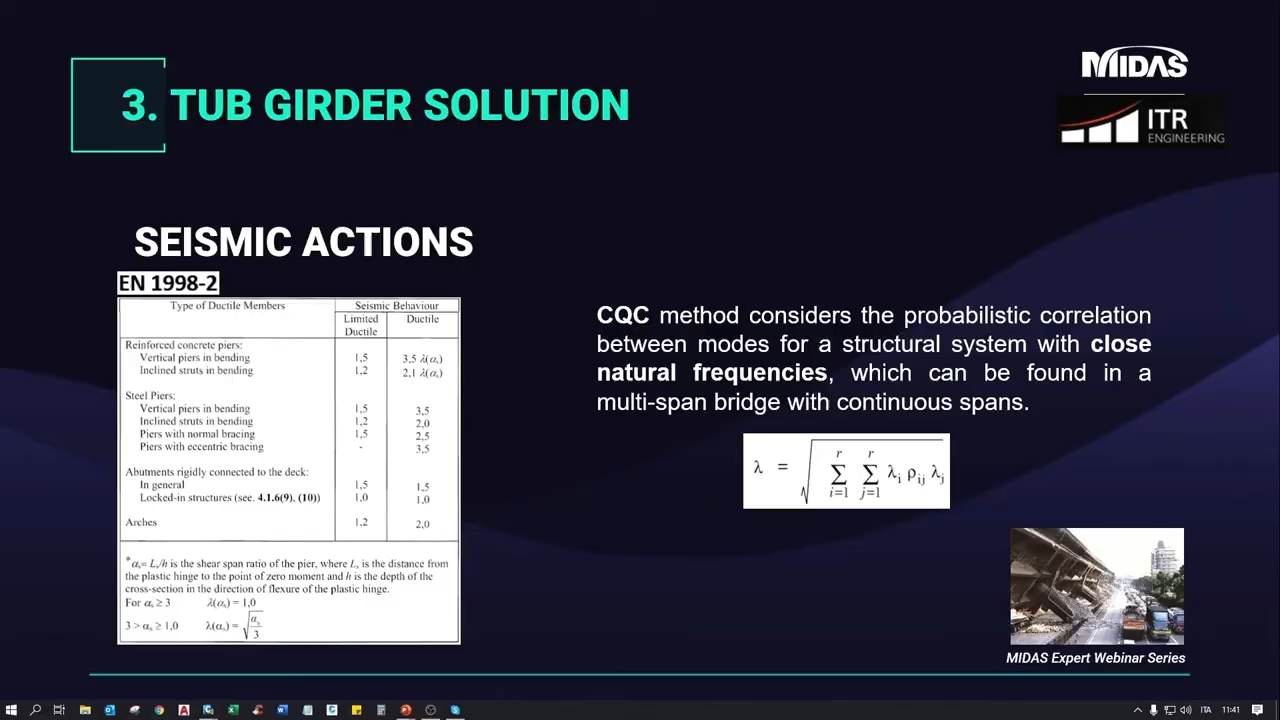 3. TUB GIRDER SOLUTION
MIDAS
ITR
ENGINEERING
SEISMIC ACTIONS
EN 1998-2
Type of Ductile Members Seismic Behaviour
Limited Ductile Ductile
Reinforced concrete piers:
Vertical piers in bending 1,5 3,5 λ(αs)
Inclined struts in bending 1,2 2,1 λ(αs)
Steel Piers:
Vertical piers in bending 1,5 3,5
Inclined struts in bending 1,2 2,0
Piers with normal bracing 1,5 2,5
Piers with eccentric bracing - 3,5
Abutments rigidly connected to the deck:
In general 1,5 1,5
Locked-in structures (see. 4.1.6(9), (10)) 1,0 1,0
Arches 1,2 2,0
* αs= Ls/h is the shear span ratio of the pier, where Ls is the distance from
the plastic hinge to the point of zero moment and h is the depth of the
cross-section in the direction of flexure of the plastic hinge.
For αs ≥ 3 λ(αs) = 1,0
3 > αs ≥ 1,0 λ(αs) = √(αs/3)
CQC method considers the probabilistic correlation
between modes for a structural system with close
natural frequencies, which can be found in a
multi-span bridge with continuous spans.
λ = √ r Σ i=1 r Σ j=1 λi ρij λj
MIDAS Expert Webinar Series
ITA 11:41